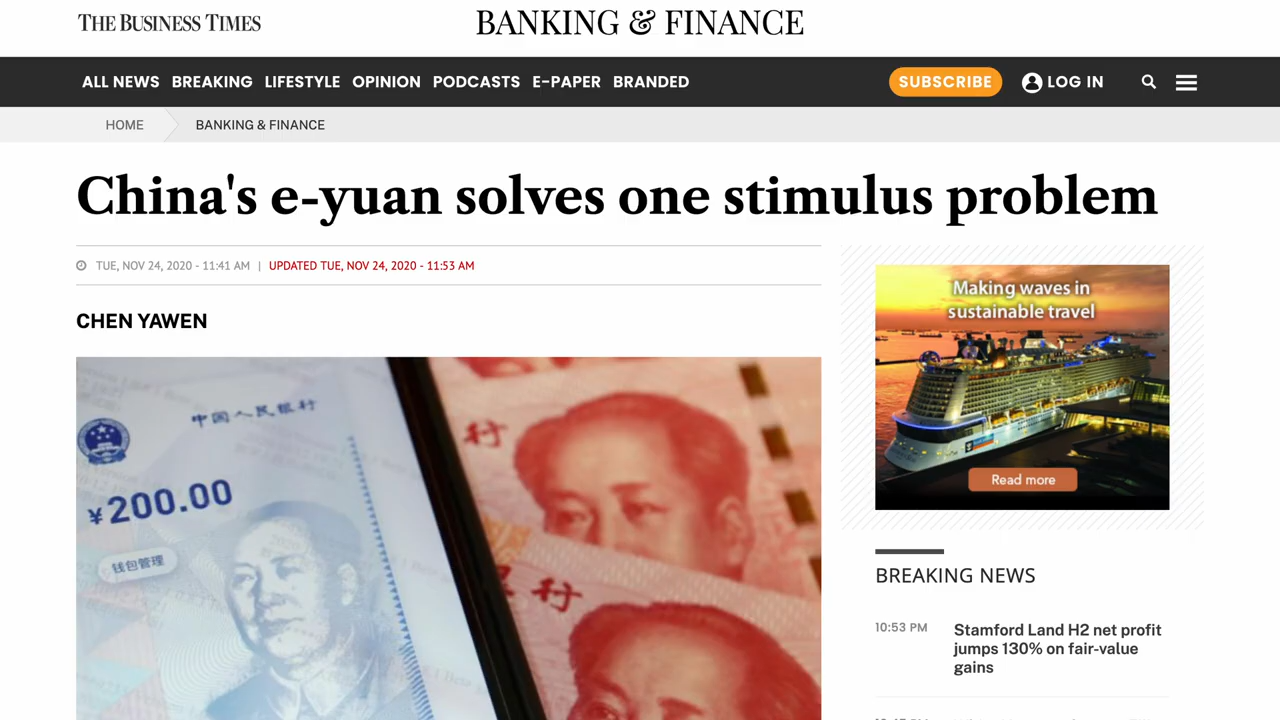 THE BUSINESS TIMES
BANKING & FINANCE
ALL NEWS BREAKING LIFESTYLE OPINION PODCASTS E-PAPER BRANDED
SUBSCRIBE LOG IN
HOME BANKING & FINANCE
China's e-yuan solves one stimulus problem
TUE, NOV 24, 2020 - 11:41 AM | UPDATED TUE, NOV 24, 2020 - 11:53 AM
CHEN YAWEN
中国人民银行
¥200.00
钱包管理
行
行
Making waves in
sustainable travel
Read more
BREAKING NEWS
10:53 PM
Stamford Land H2 net profit
jumps 130% on fair-value
gains